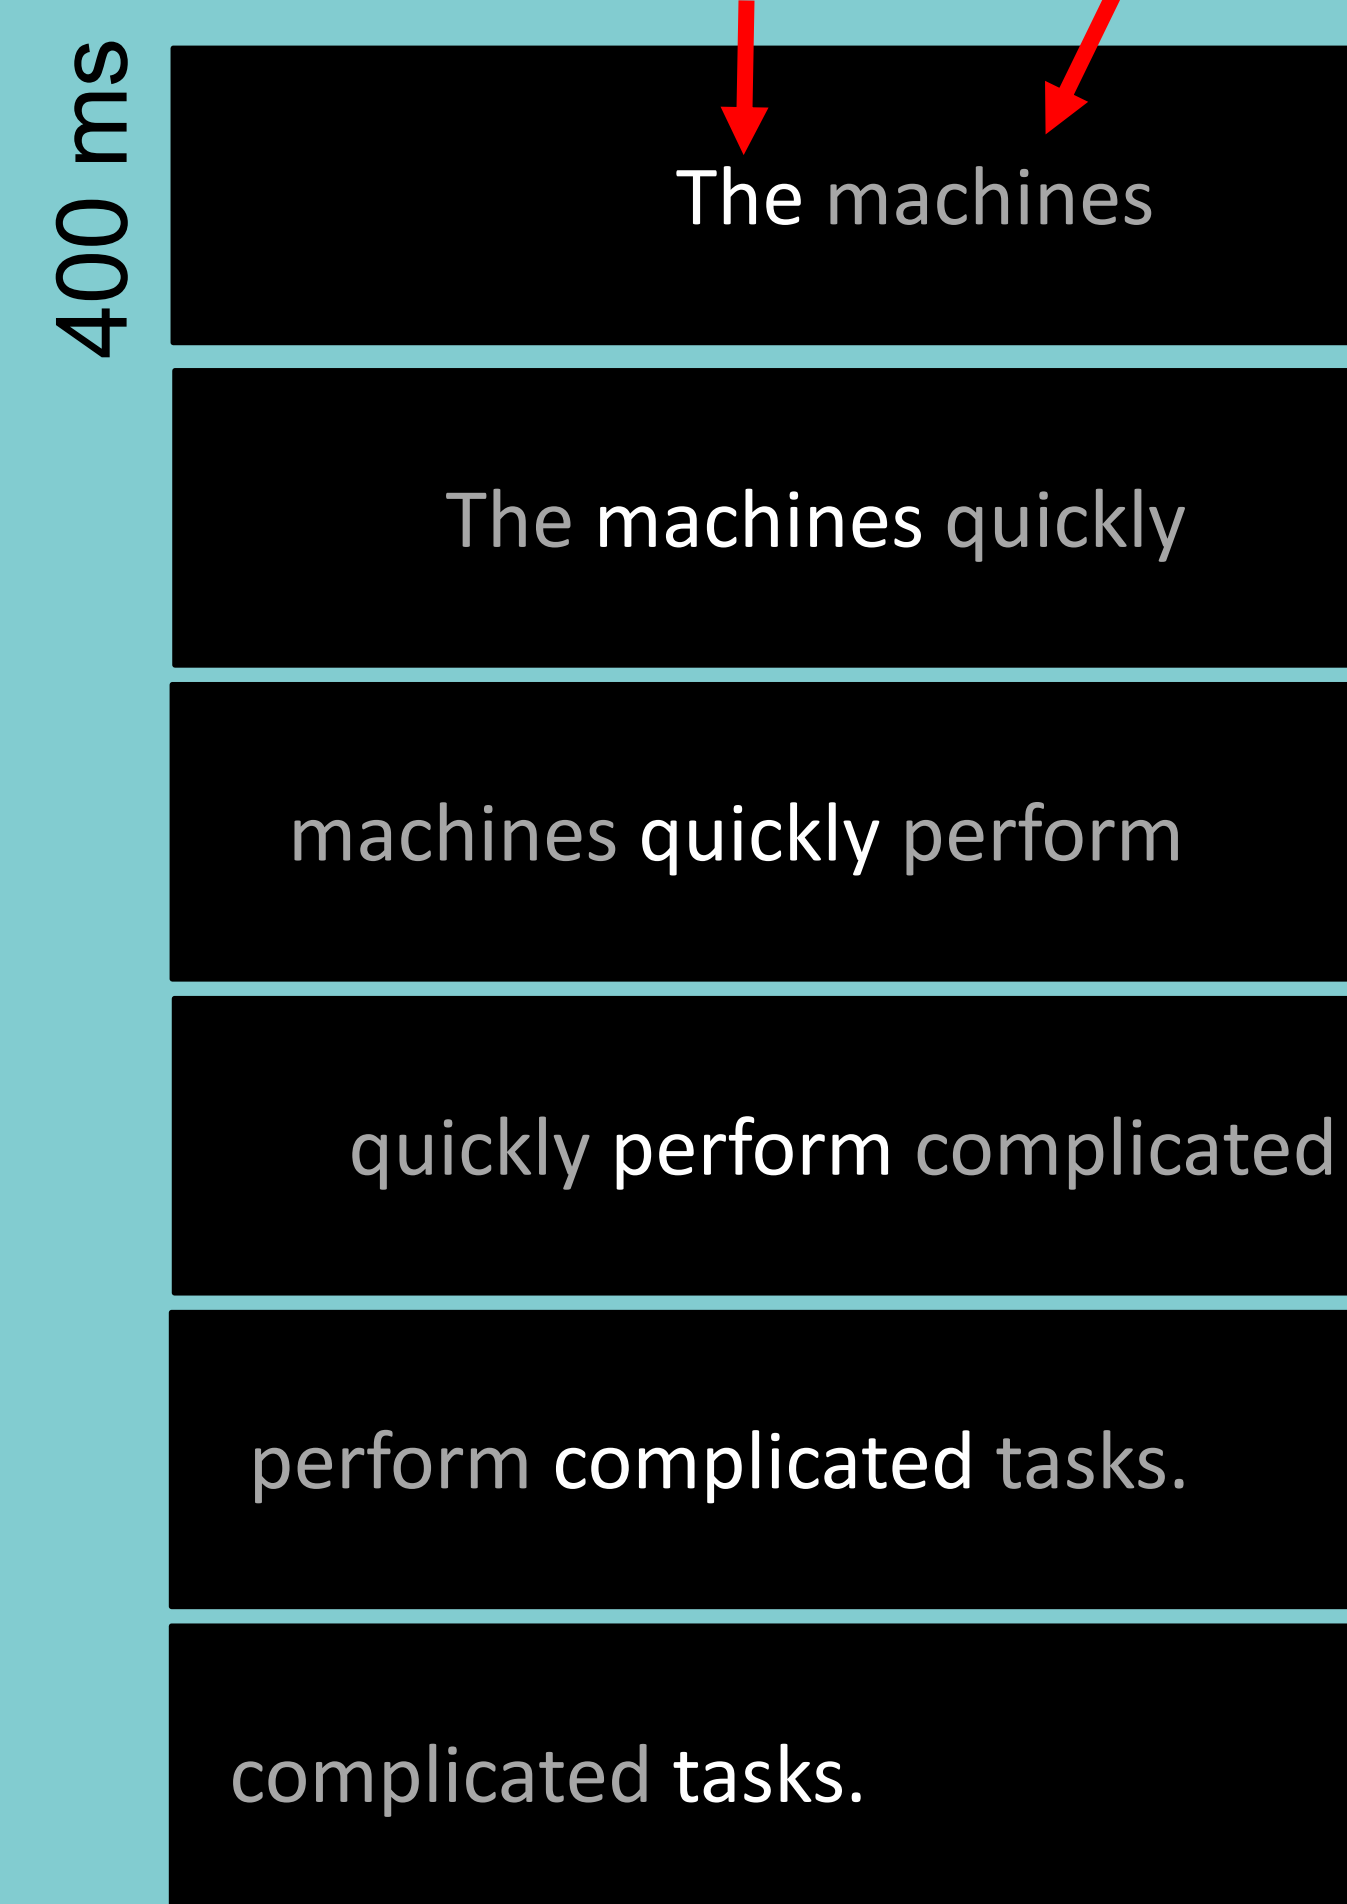 400 ms
The machines
The machines quickly
machines quickly perform
quickly perform complicated
perform complicated tasks.
complicated tasks.